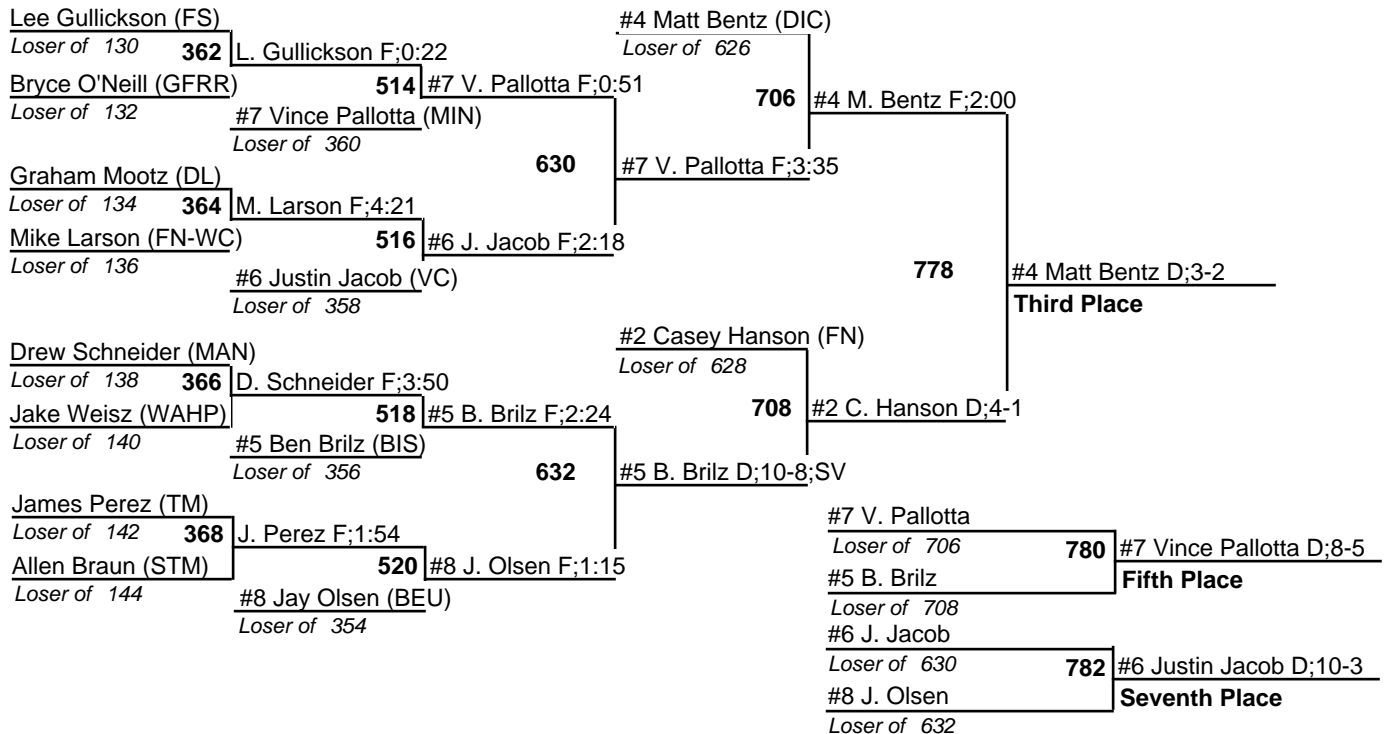 Lee Gullickson (FS)
Loser of 130
362
L. Gullickson F;0:22
Bryce O'Neill (GFRR)
Loser of 132
514
#7 V. Pallotta F;0:51
#7 Vince Pallotta (MIN)
Loser of 360
630
#7 V. Pallotta F;3:35
Graham Mootz (DL)
Loser of 134
364
M. Larson F;4:21
Mike Larson (FN-WC)
Loser of 136
516
#6 J. Jacob F;2:18
#6 Justin Jacob (VC)
Loser of 358
#4 Matt Bentz (DIC)
Loser of 626
706
#4 M. Bentz F;2:00
778
#4 Matt Bentz D;3-2
Third Place
Drew Schneider (MAN)
Loser of 138
366
D. Schneider F;3:50
Jake Weisz (WAHP)
Loser of 140
518
#5 B. Brilz F;2:24
#5 Ben Brilz (BIS)
Loser of 356
632
#5 B. Brilz D;10-8;SV
James Perez (TM)
Loser of 142
368
J. Perez F;1:54
Allen Braun (STM)
Loser of 144
520
#8 J. Olsen F;1:15
#8 Jay Olsen (BEU)
Loser of 354
#2 Casey Hanson (FN)
Loser of 628
708
#2 C. Hanson D;4-1
#7 V. Pallotta
Loser of 706
780
#7 Vince Pallotta D;8-5
#5 B. Brilz
Fifth Place
Loser of 708
#6 J. Jacob
Loser of 630
782
#6 Justin Jacob D;10-3
#8 J. Olsen
Seventh Place
Loser of 632